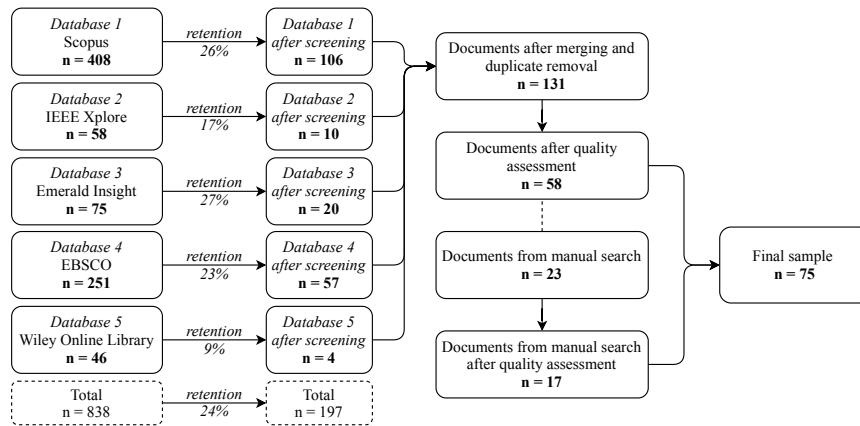 Database 1
Scopus
n = 408
retention
26%
Database 1
after screening
n = 106
Database 2
IEEE Xplore
n = 58
retention
17%
Database 2
after screening
n = 10
Database 3
Emerald Insight
n = 75
retention
27%
Database 3
after screening
n = 20
Database 4
EBSCO
n = 251
retention
23%
Database 4
after screening
n = 57
Database 5
Wiley Online Library
n = 46
retention
9%
Database 5
after screening
n = 4
Total
n = 838
retention
24%
Total
n = 197
Documents after merging and
duplicate removal
n = 131
Documents after quality
assessment
n = 58
Documents from manual search
n = 23
Documents from manual search
after quality assessment
n = 17
Final sample
n = 75